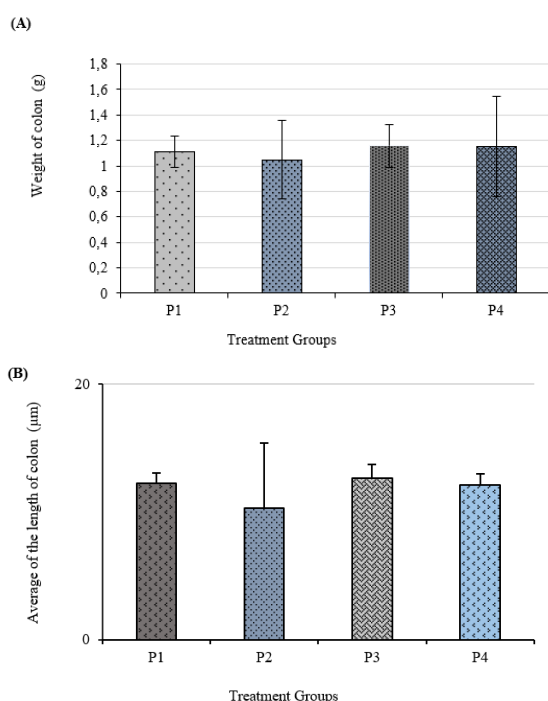 (A)
Weight of colon (g)
1,8
1,6
1,4
1,2
1
0,8
0,6
0,4
0,2
0
P1 P2 P3 P4
Treatment Groups
(B)
Average of the length of colon (µm)
20
0
P1 P2 P3 P4
Treatment Groups